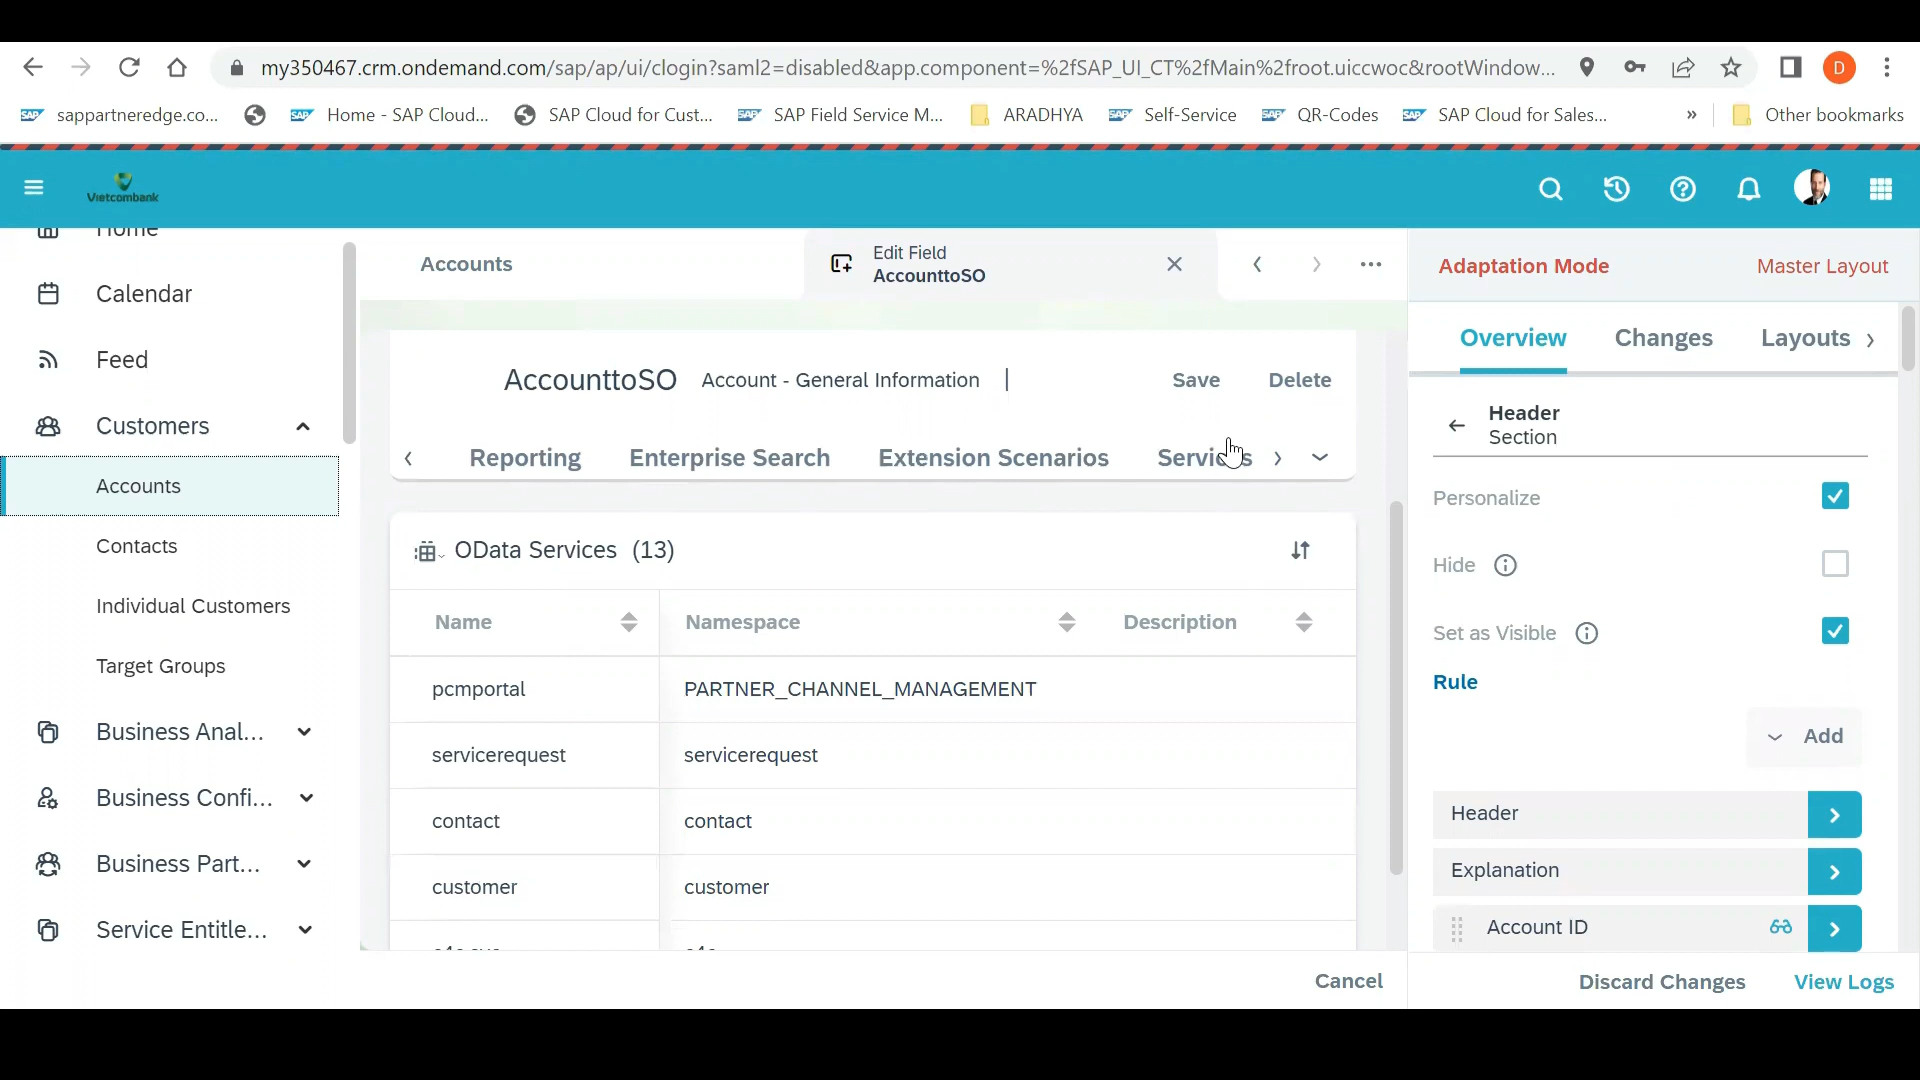 my350467.crm.ondemand.com/sap/ap/ui/clogin?saml2=disabled&app.component=%2fSAP_UI_CT%2fMain%2froot.uiccwoc&rootWindow...
D
sappartneredge.co...
Home - SAP Cloud...
SAP Cloud for Cust...
SAP Field Service M...
ARADHYA
Self-Service
QR-Codes
SAP Cloud for Sales...
»
Other bookmarks
Vietcombank
Home
Calendar
Feed
Customers
Accounts
Contacts
Individual Customers
Target Groups
Business Anal...
Business Confi...
Business Part...
Service Entitle...
Accounts
Edit Field
AccounttoSO
AccounttoSO
Account - General Information
Save
Delete
Reporting
Enterprise Search
Extension Scenarios
Services
OData Services (13)
Name
Namespace
Description
pcmportal
PARTNER_CHANNEL_MANAGEMENT
servicerequest
servicerequest
contact
contact
customer
customer
Cancel
Adaptation Mode
Master Layout
Overview
Changes
Layouts
Header
Section
Personalize
Hide
Set as Visible
Rule
Add
Header
Explanation
Account ID
Discard Changes
View Logs